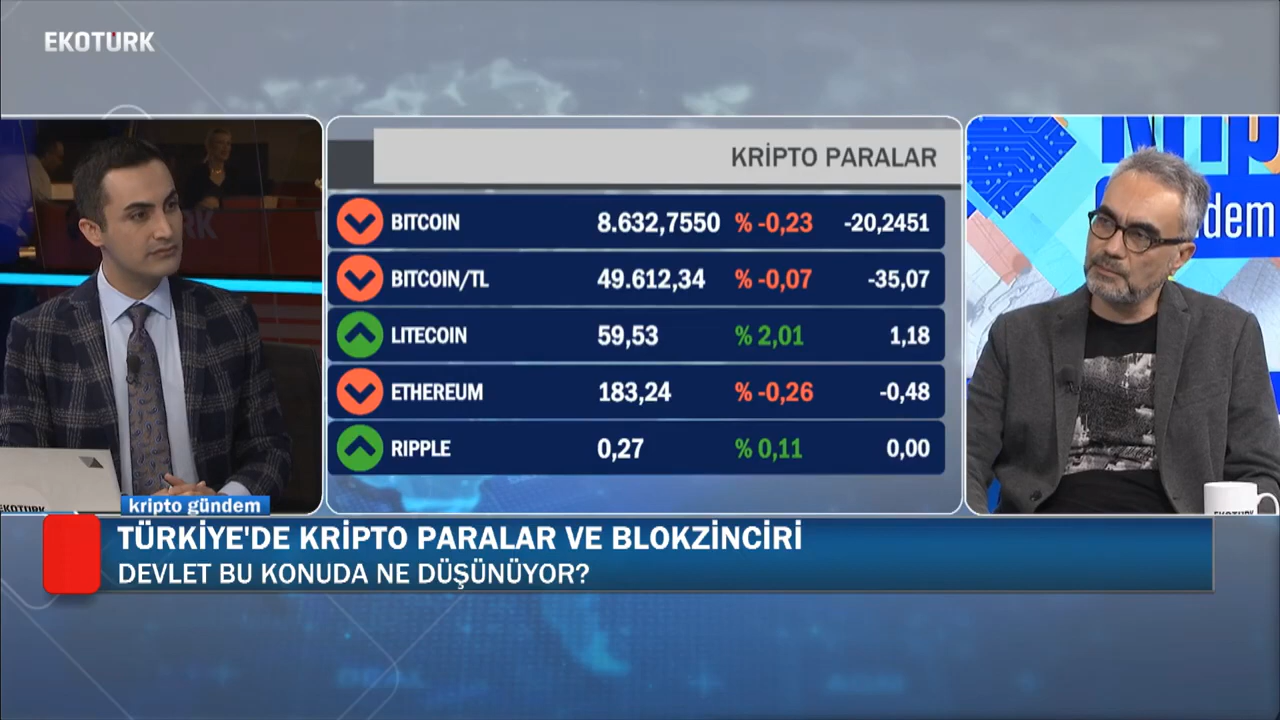 EKOTÜRK
KRİPTO PARALAR
BITCOIN 8.632,7550 % -0,23 -20,2451
BITCOIN/TL 49.612,34 % -0,07 -35,07
LITECOIN 59,53 % 2,01 1,18
ETHEREUM 183,24 % -0,26 -0,48
RIPPLE 0,27 % 0,11 0,00
EKOTÜRK
kripto gündem
TÜRKİYE'DE KRİPTO PARALAR VE BLOKZİNCİRİ
DEVLET BU KONUDA NE DÜŞÜNÜYOR?